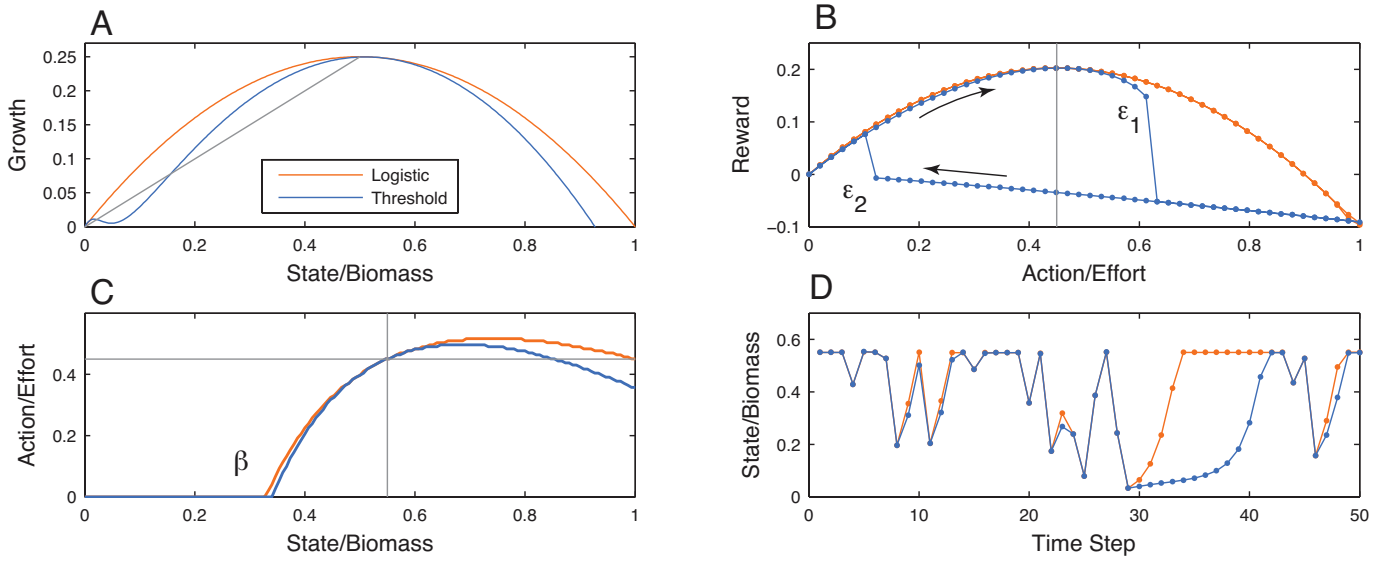 A
0.25
0.2
0.15
0.1
0.05
0
Growth
Logistic
Threshold
0 0.2 0.4 0.6 0.8 1
State/Biomass
B
0.2
0.1
0
−0.1
Reward
ε1
ε2
0 0.2 0.4 0.6 0.8 1
Action/Effort
C
0.4
0.2
0
Action/Effort
β
0 0.2 0.4 0.6 0.8 1
State/Biomass
D
0.6
0.4
0.2
0
State/Biomass
0 10 20 30 40 50
Time Step